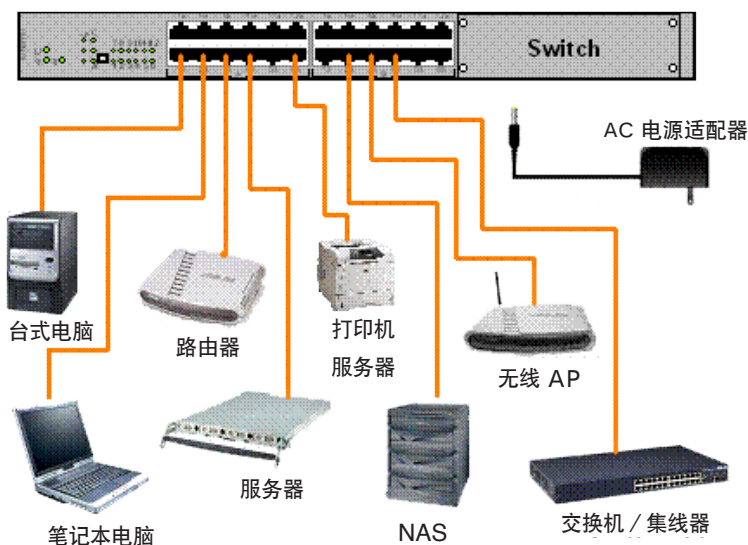 Switch
AC 电源适配器
台式电脑
路由器
打印机
服务器
无线 AP
笔记本电脑
服务器
NAS
交换机／集线器